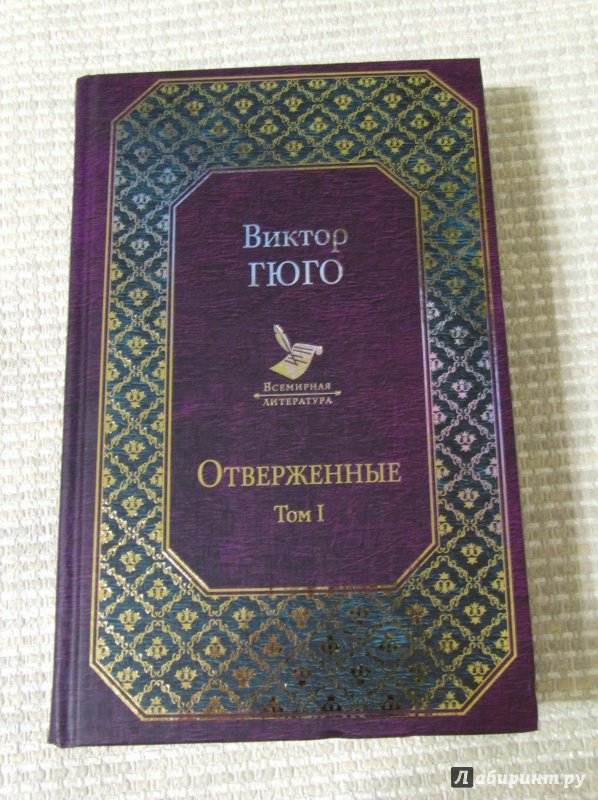 Виктор
ГЮГО
Всемирная
литература
Отверженные
Том I
Лабиринт.ру